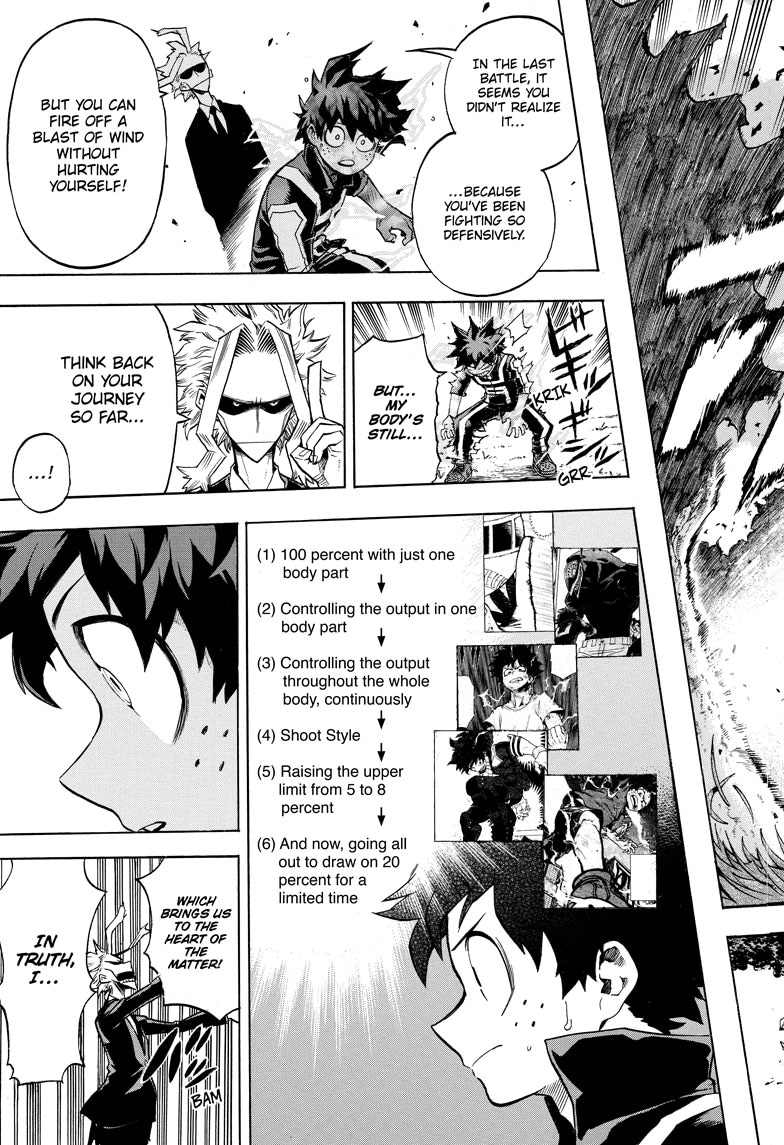 IN THE LAST
BATTLE, IT
SEEMS YOU
DIDN'T REALIZE
IT...
...BECAUSE
YOU'VE BEEN
FIGHTING SO
DEFENSIVELY.
BUT YOU CAN
FIRE OFF A
BLAST OF WIND
WITHOUT
HURTING
YOURSELF!
BUT...
MY
BODY'S
STILL...
KRIK
GRR
THINK BACK
ON YOUR
JOURNEY
SO FAR...
...!
(1) 100 percent with just one
body part
(2) Controlling the output in one
body part
(3) Controlling the output
throughout the whole
body, continuously
(4) Shoot Style
(5) Raising the upper
limit from 5 to 8
percent
(6) And now, going all
out to draw on 20
percent for a
limited time
WHICH
BRINGS US
TO THE
HEART OF
THE
MATTER!
IN
TRUTH,
I...
BAM